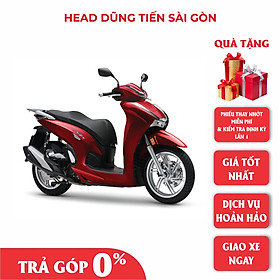 HEAD DŨNG TIẾN SÀI GÒN
QUÀ TẶNG
PHIẾU THAY NHỚT
MIỄN PHÍ
& KIỂM TRA ĐỊNH KỲ
LẦN 1
GIÁ TỐT
NHẤT
DỊCH VỤ
HOÀN HẢO
GIAO XE
NGAY
TRẢ GÓP 0%